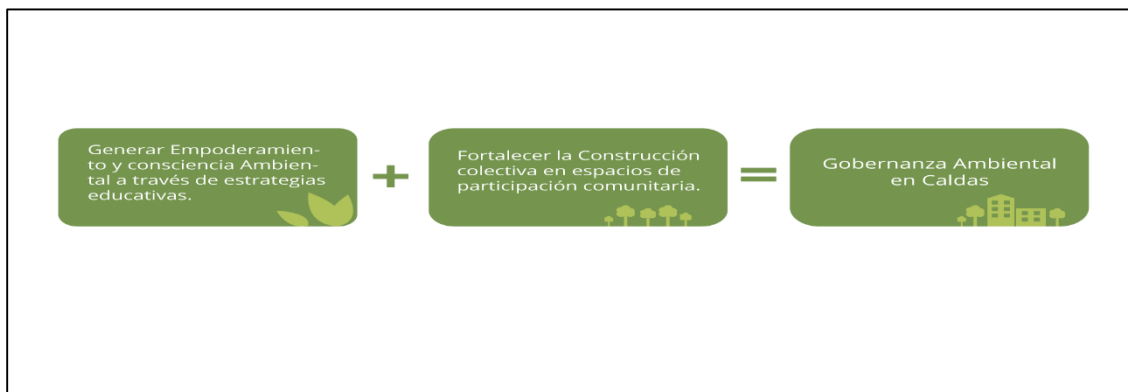 Generar Empoderamien-
to y consciencia Ambien-
tal a través de estrategias
educativas.
+
Fortalecer la Construcción
colectiva en espacios de
participación comunitaria.
=
Gobernanza Ambiental
en Caldas